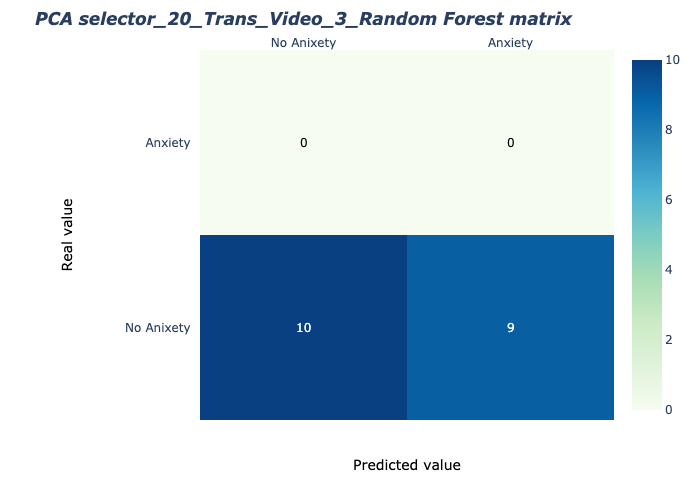 PCA selector_20_Trans_Video_3_Random Forest matrix
No Anixety
Anxiety
10
Anxiety
0
0
8
6
Real value
4
No Anixety
10
9
2
0
Predicted value